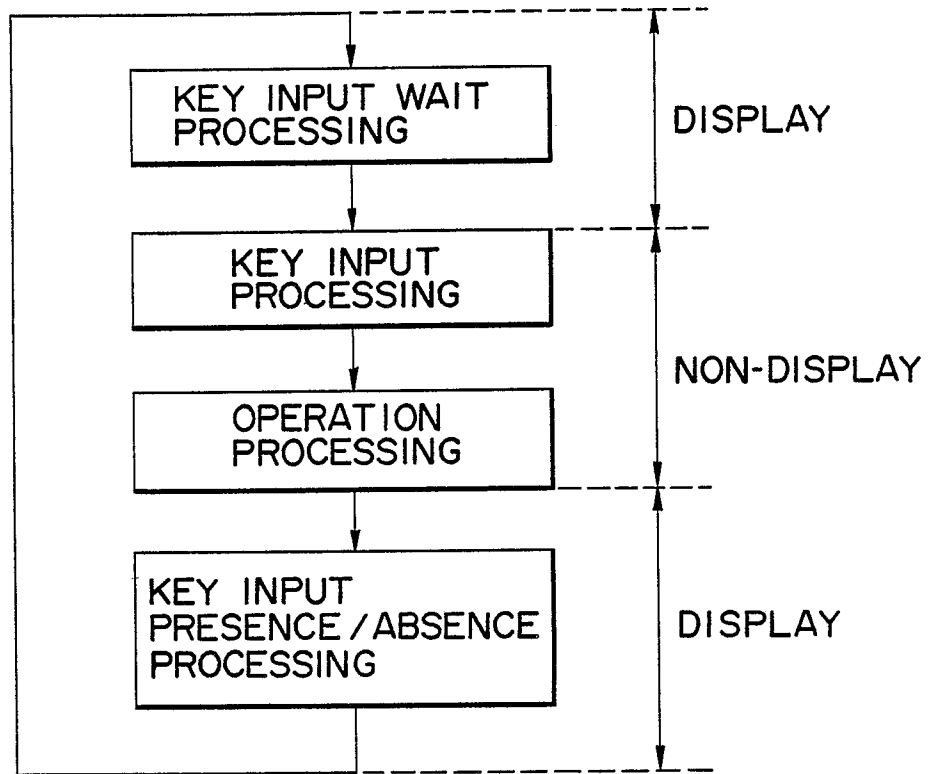 KEY INPUT WAIT
PROCESSING
DISPLAY
KEY INPUT
PROCESSING
NON-DISPLAY
OPERATION
PROCESSING
KEY INPUT
PRESENCE/ABSENCE
PROCESSING
DISPLAY